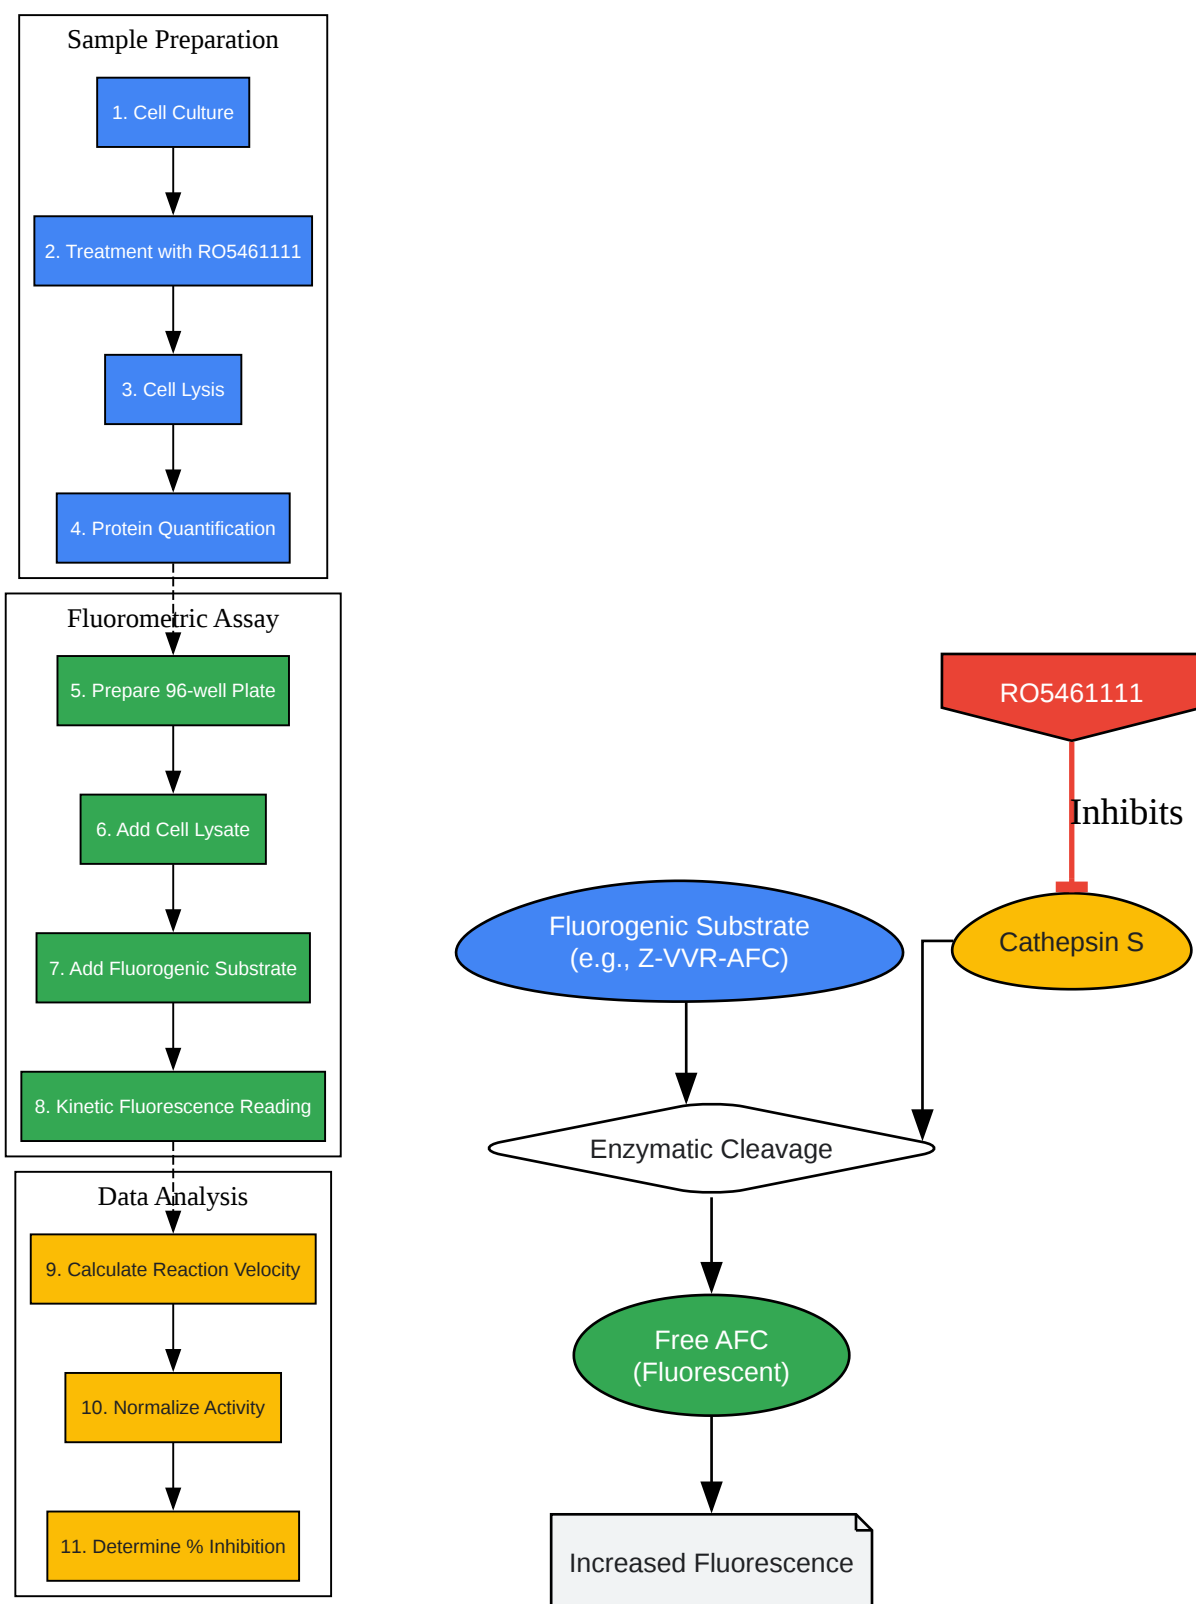 Sample Preparation
1. Cell Culture
2. Treatment with RO5461111
3. Cell Lysis
4. Protein Quantification
Fluorometric Assay
5. Prepare 96-well Plate
6. Add Cell Lysate
7. Add Fluorogenic Substrate
8. Kinetic Fluorescence Reading
Data Analysis
9. Calculate Reaction Velocity
10. Normalize Activity
11. Determine % Inhibition
RO5461111
Inhibits
Fluorogenic Substrate
(e.g., Z-VVR-AFC)
Cathepsin S
Enzymatic Cleavage
Free AFC
(Fluorescent)
Increased Fluorescence